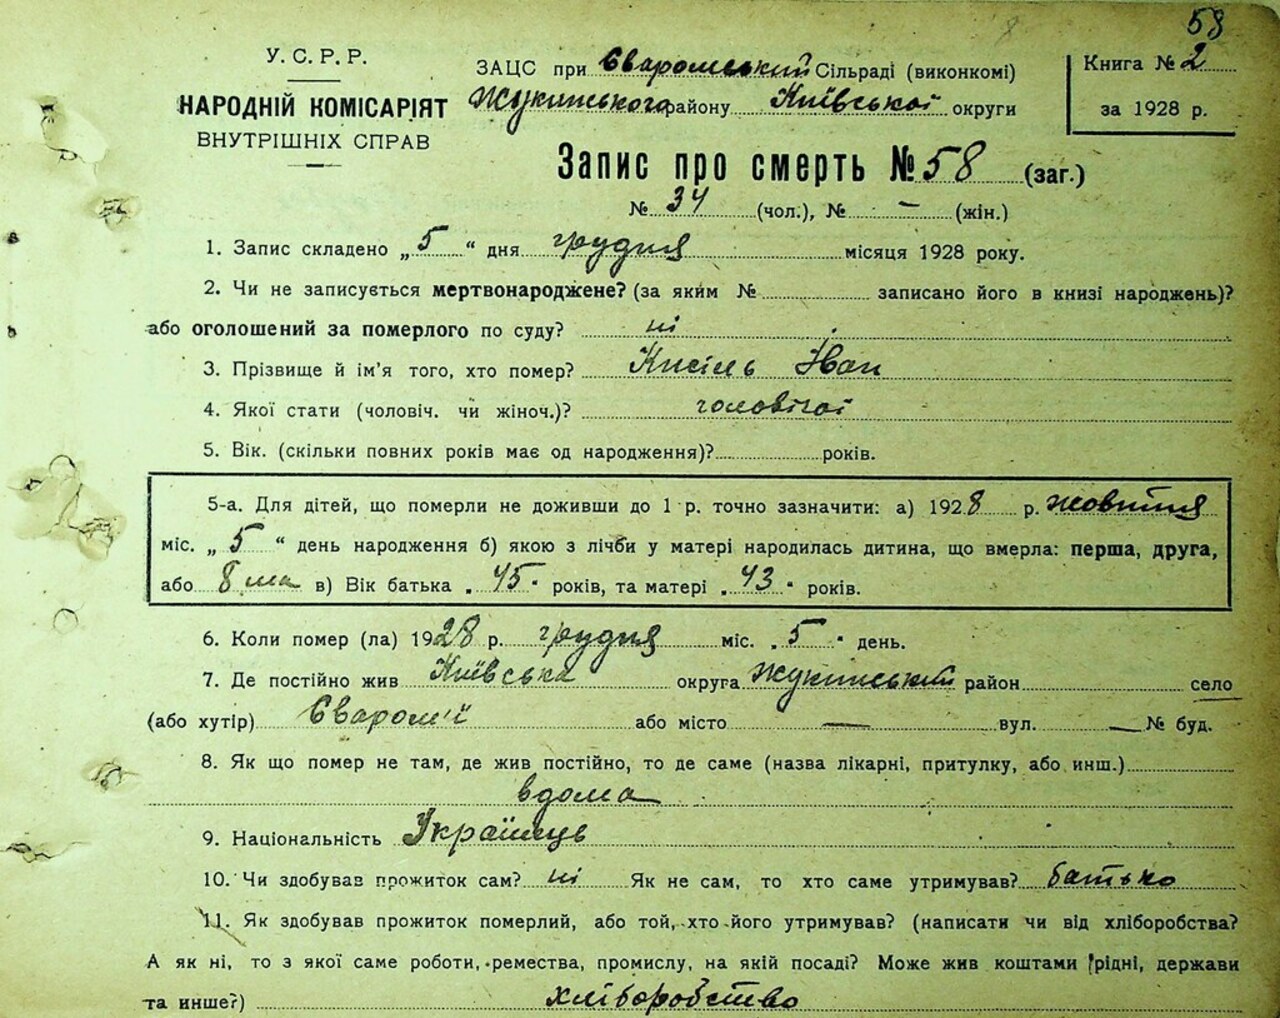 58
У. С. Р. Р.
НАРОДНІЙ КОМІСАРІЯТ
ВНУТРІШНІХ СПРАВ
ЗАЦС при Єваромський Сільраді (виконкомі)
Жукинського району Київської округи
Книга № 2
за 1928 р.
Запис про смерть № 58 (заг.)
№ 34 (чол.), № — (жін.)
1. Запис складено „ 5 “ дня грудня місяця 1928 року.
2. Чи не записується мертвонароджене? (за яким № записано його в книзі народжень)?
або оголошений за померлого по суду? ні
3. Прізвище й ім'я того, хто помер? Кисіль Іван
4. Якої стати (чоловіч. чи жіноч.)? чоловічої
5. Вік. (скільки повних років має од народження)? років.
5-а. Для дітей, що померли не доживши до 1 р. точно зазначити: а) 1928 р. жовтня
міс. „ 5 “ день народження б) якою з лічби у матері народилась дитина, що вмерла: перша, друга,
або 8 ма в) Вік батька „ 45 “ років, та матері „ 43 “ років.
6. Коли помер (ла) 1928 р. грудня міс. „ 5 “ день.
7. Де постійно жив Київська округа Жукинський район село
(або хутір) Єваромії або місто — вул. — № буд.
8. Як що помер не там, де жив постійно, то де саме (назва лікарні, притулку, або инш.)
вдома
9. Національність Українець
10. Чи здобував прожиток сам? ні Як не сам, то хто саме утримував? батько
11. Як здобував прожиток померлий, або той, хто його утримував? (написати чи від хліборобства?
А як ні, то з якої саме роботи, ремества, промислу, на якій посаді? Може жив коштами рідні, держави
та инше?) хліборобство